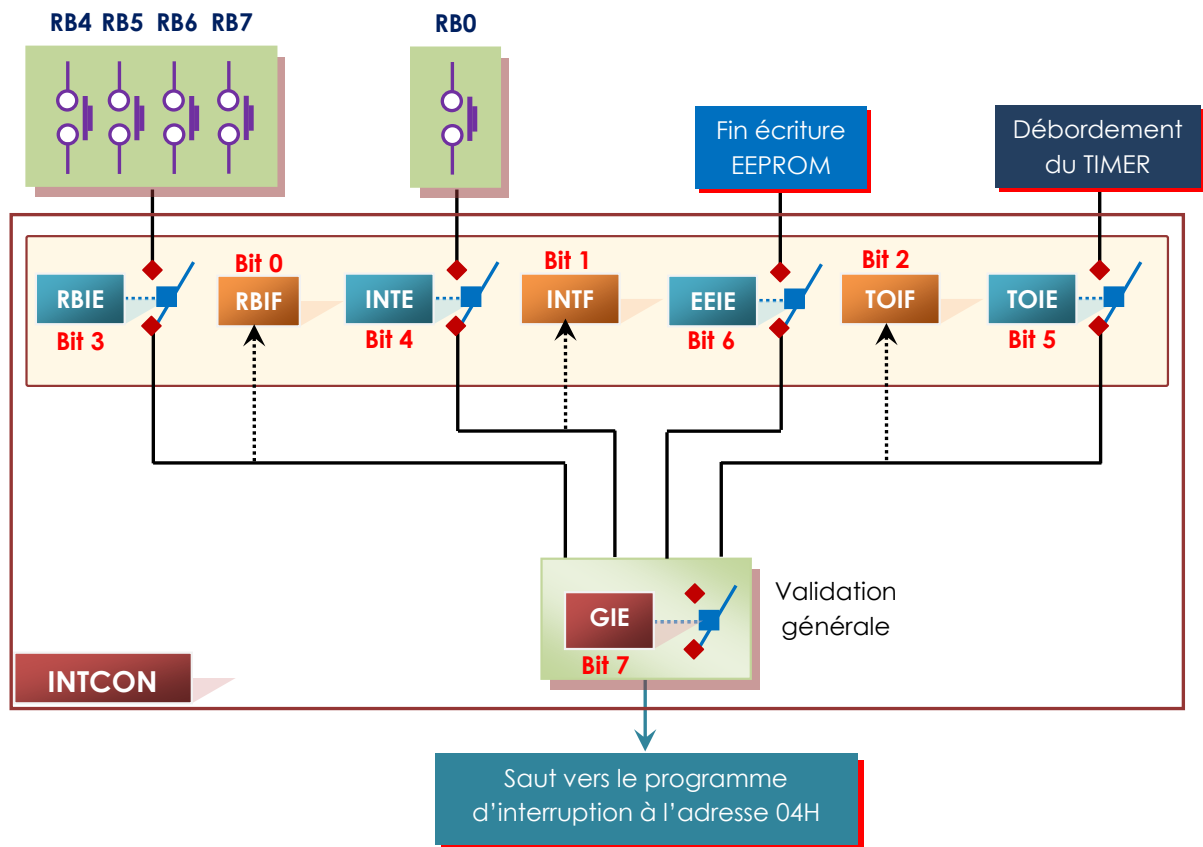 RB4 RB5 RB6 RB7
RB0
Fin écriture
EEPROM
Débordement
du TIMER
RBIE
Bit 3
Bit 0
RBIF
INTE
Bit 4
Bit 1
INTF
EEIE
Bit 6
Bit 2
TOIF
TOIE
Bit 5
GIE
Bit 7
Validation
générale
INTCON
Saut vers le programme
d’interruption à l’adresse 04H